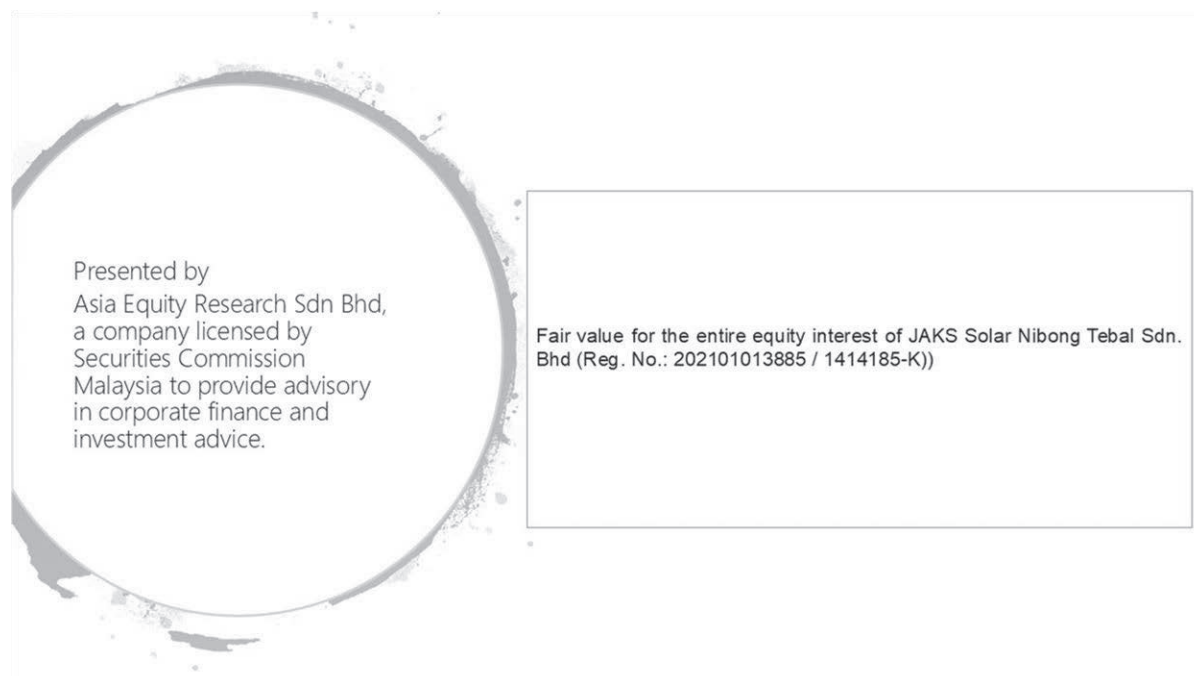 Presented by
Asia Equity Research Sdn Bhd,
a company licensed by
Securities Commission
Malaysia to provide advisory
in corporate finance and
investment advice.
Fair value for the entire equity interest of JAKS Solar Nibong Tebal Sdn.
Bhd (Reg. No.: 202101013885 / 1414185-K))